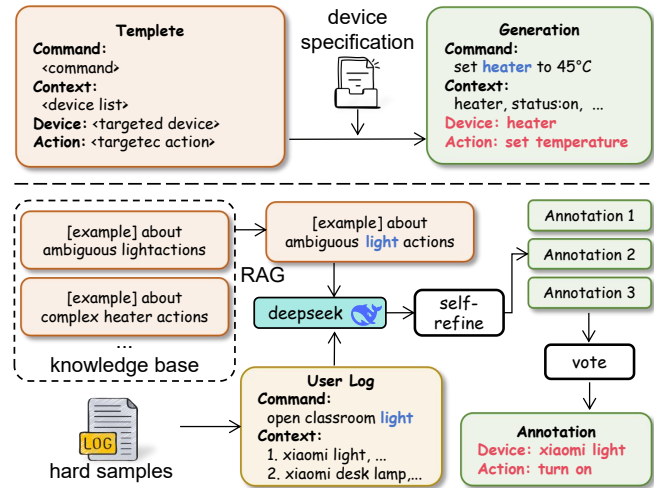 Templete
Command:
<command>
Context:
<device list>
Device: <targeted device>
Action: <targetec action>
device
specification
Generation
Command:
set heater to 45°C
Context:
heater, status:on, ...
Device: heater
Action: set temperature
[example] about
ambiguous lightactions
[example] about
complex heater actions
...
knowledge base
RAG
[example] about
ambiguous light actions
deepseek
self-
refine
Annotation 1
Annotation 2
Annotation 3
vote
LOG
hard samples
User Log
Command:
open classroom light
Context:
1. xiaomi light, ...
2. xiaomi desk lamp,...
Annotation
Device: xiaomi light
Action: turn on